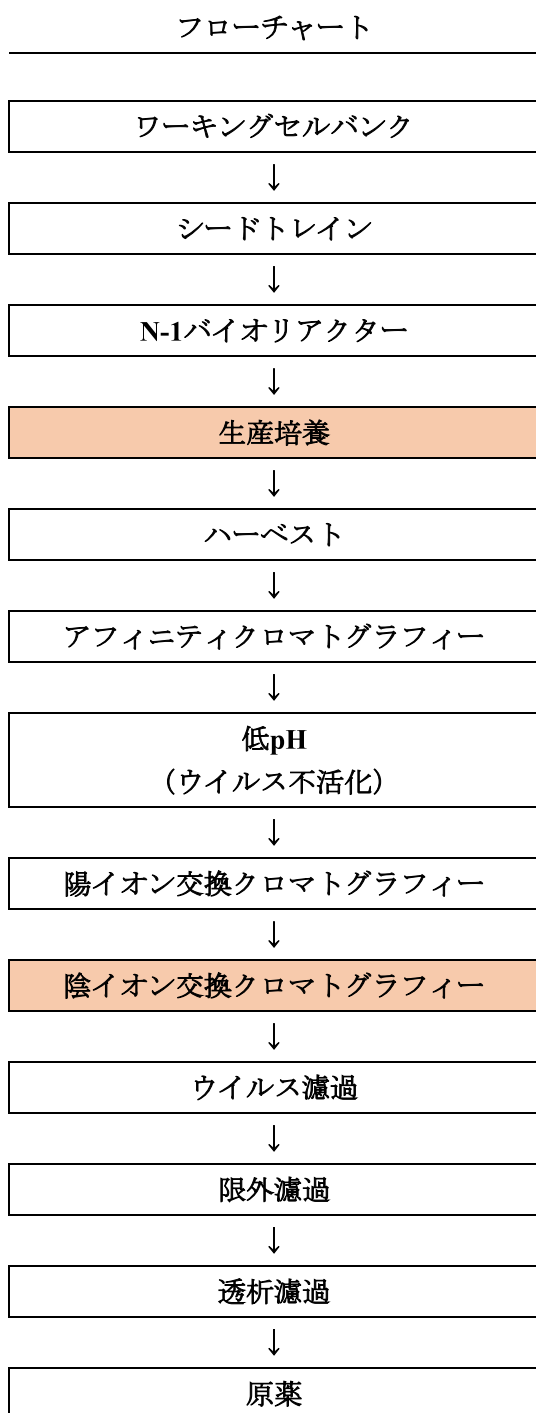 フローチャート
ワーキングセルバンク
↓
シードトレイン
↓
N-1バイオリアクター
↓
生産培養
↓
ハーベスト
↓
アフィニティクロマトグラフィー
↓
低pH
（ウイルス不活化）
↓
陽イオン交換クロマトグラフィー
↓
陰イオン交換クロマトグラフィー
↓
ウイルス濾過
↓
限外濾過
↓
透析濾過
↓
原薬